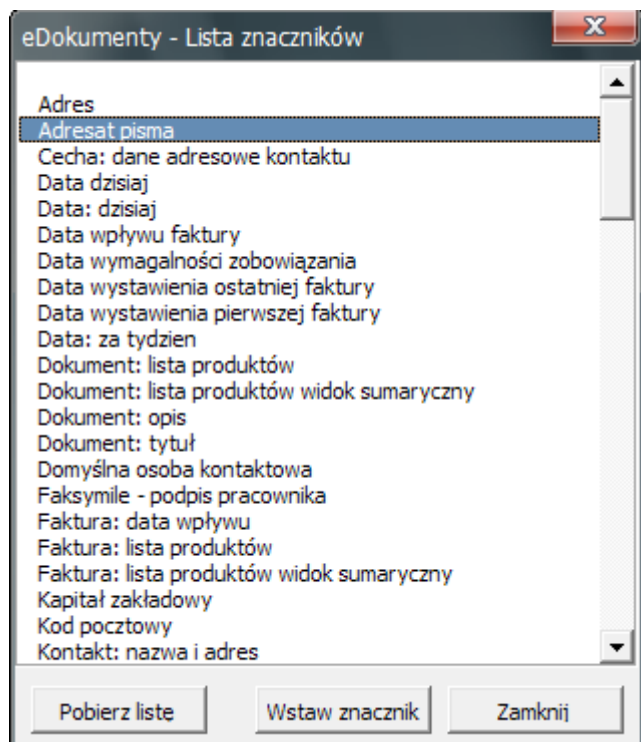 eDokumenty - Lista znaczników
Adres
Adresat pisma
Cecha: dane adresowe kontaktu
Data dzisiaj
Data: dzisiaj
Data wpływu faktury
Data wymagalności zobowiązania
Data wystawienia ostatniej faktury
Data wystawienia pierwszej faktury
Data: za tydzien
Dokument: lista produktów
Dokument: lista produktów widok sumaryczny
Dokument: opis
Dokument: tytuł
Domyślna osoba kontaktowa
Faksymile - podpis pracownika
Faktura: data wpływu
Faktura: lista produktów
Faktura: lista produktów widok sumaryczny
Kapitał zakładowy
Kod pocztowy
Kontakt: nazwa i adres
Pobierz listę Wstaw znacznik Zamknij